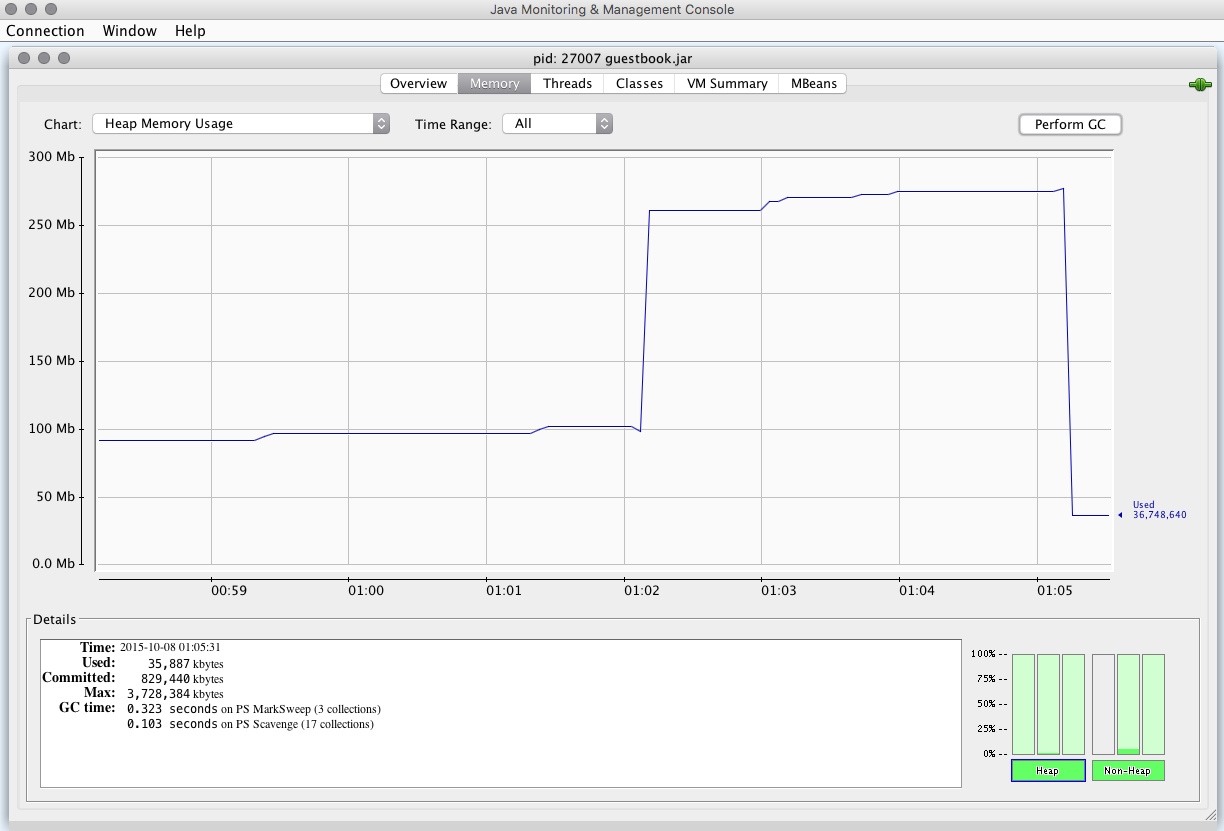 Java Monitoring & Management Console
Connection Window Help
pid: 27007 guestbook.jar
Overview Memory Threads Classes VM Summary MBeans
Chart: Heap Memory Usage Time Range: All Perform GC
300 Mb
250 Mb
200 Mb
150 Mb
100 Mb
50 Mb
0.0 Mb
Used
36,748,640
00:59 01:00 01:01 01:02 01:03 01:04 01:05
Details
Time: 2015-10-08 01:05:31
Used: 35,887 kbytes
Committed: 829,440 kbytes
Max: 3,728,384 kbytes
GC time: 0.323 seconds on PS MarkSweep (3 collections)
0.103 seconds on PS Scavenge (17 collections)
100% --
75% --
50% --
25% --
0% --
Heap Non-Heap